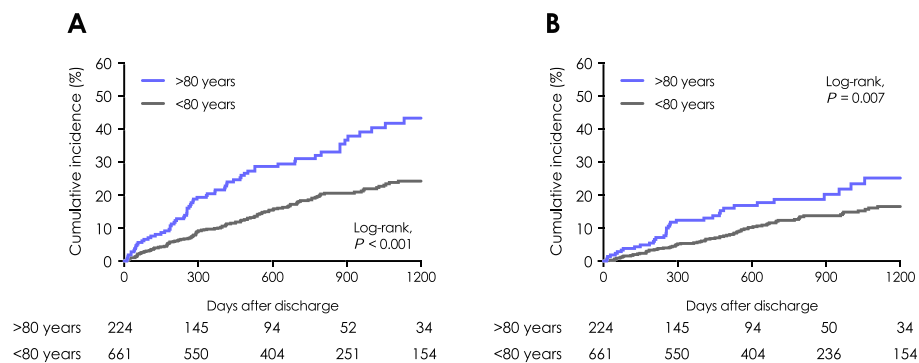 A
Cumulative incidence (%)
60
50
40
30
20
10
0
>80 years
<80 years
Log-rank,
P < 0.001
0 300 600 900 1200
Days after discharge
>80 years 224 145 94 52 34
<80 years 661 550 404 251 154
B
Cumulative incidence (%)
60
50
40
30
20
10
0
>80 years
<80 years
Log-rank,
P = 0.007
0 300 600 900 1200
Days after discharge
>80 years 224 145 94 50 34
<80 years 661 550 404 236 154